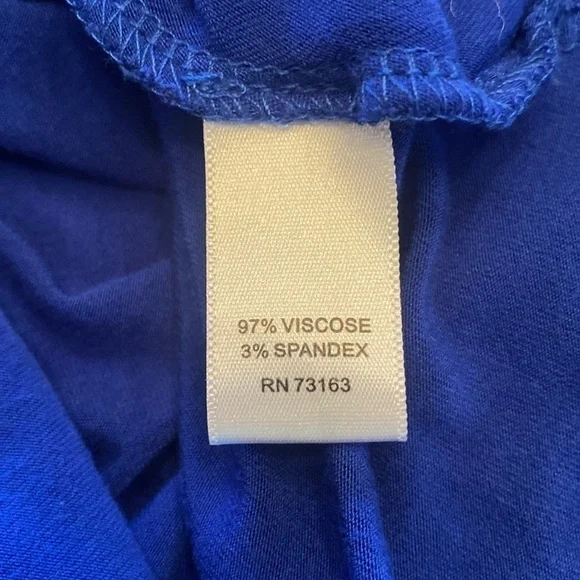 97% VISCOSE
3% SPANDEX
RN 73163